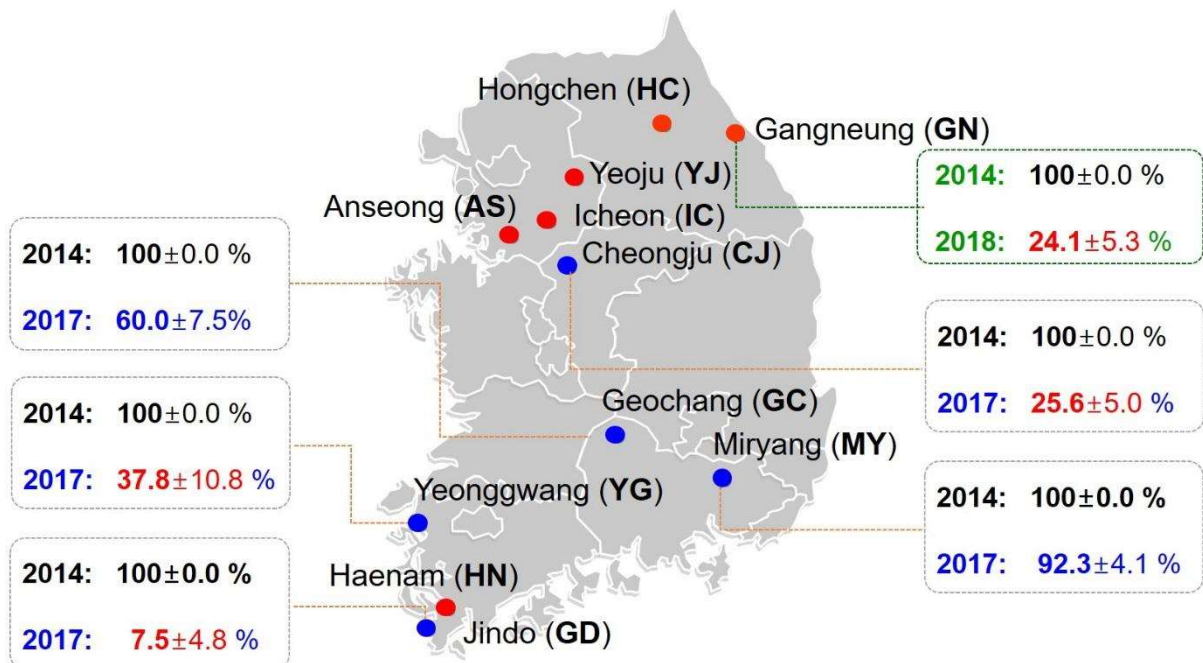 Hongchen (HC)
Gangneung (GN)
Yeoju (YJ)
Anseong (AS)
Icheon (IC)
Cheongju (CJ)
2014: 100±0.0 %
2018: 24.1±5.3 %
2014: 100±0.0 %
2017: 60.0±7.5%
2014: 100±0.0 %
2017: 25.6±5.0 %
Geochang (GC)
Miryang (MY)
2014: 100±0.0 %
2017: 37.8±10.8 %
Yeonggwang (YG)
2014: 100±0.0 %
2017: 92.3±4.1 %
2014: 100±0.0 %
2017: 7.5±4.8 %
Haenam (HN)
Jindo (GD)